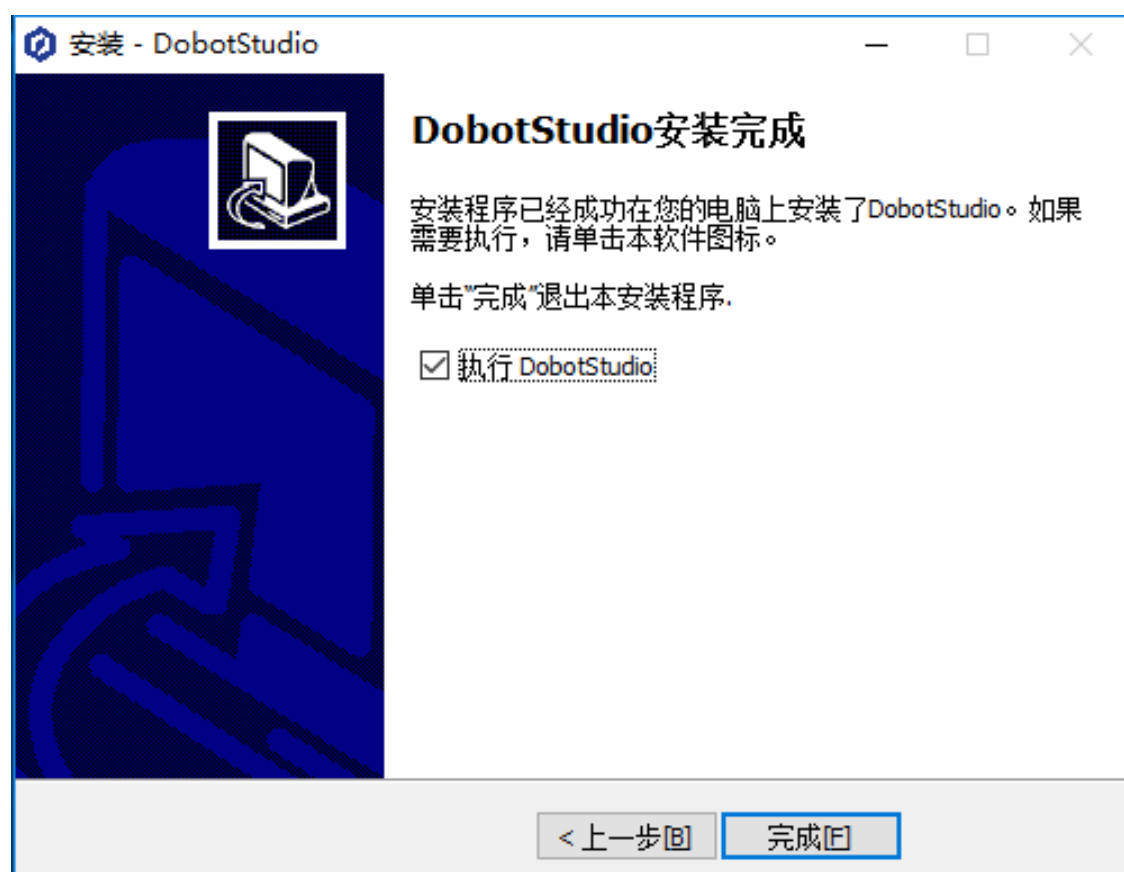 安装 - DobotStudio
DobotStudio安装完成
安装程序已经成功在您的电脑上安装了DobotStudio。如果
需要执行，请单击本软件图标。
单击"完成"退出本安装程序.
执行 DobotStudio
< 上一步[B]
完成[F]